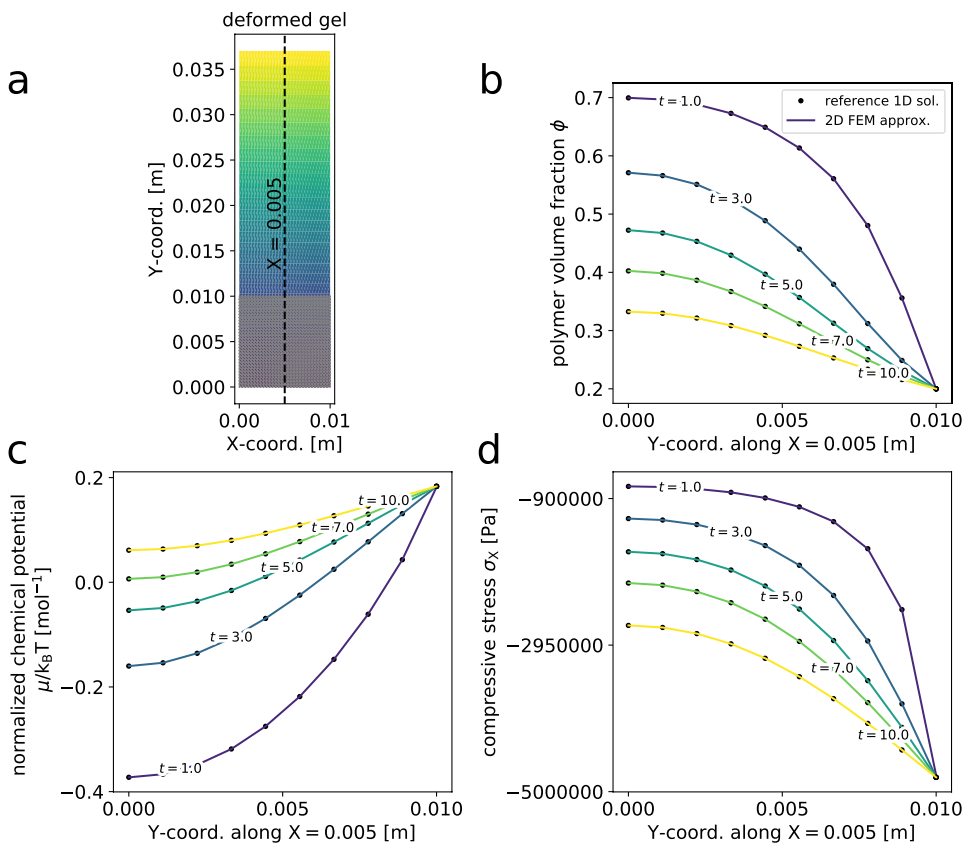 a
deformed gel
0.035
0.030
0.025
0.020
0.015
0.010
0.005
0.000
Y-coord. [m]
X = 0.005
0.00
0.01
X-coord. [m]
b
0.7
0.6
0.5
0.4
0.3
0.2
polymer volume fraction ϕ
reference 1D sol.
2D FEM approx.
t = 1.0
t = 3.0
t = 5.0
t = 7.0
t = 10.0
0.000
0.005
0.010
Y-coord. along X = 0.005 [m]
c
0.2
0.0
−0.2
−0.4
normalized chemical potential
μ/k_BT [mol⁻¹]
t = 10.0
t = 7.0
t = 5.0
t = 3.0
t = 1.0
0.000
0.005
0.010
Y-coord. along X = 0.005 [m]
d
−900000
−2950000
−5000000
compressive stress σ_X [Pa]
t = 1.0
t = 3.0
t = 5.0
t = 7.0
t = 10.0
0.000
0.005
0.010
Y-coord. along X = 0.005 [m]